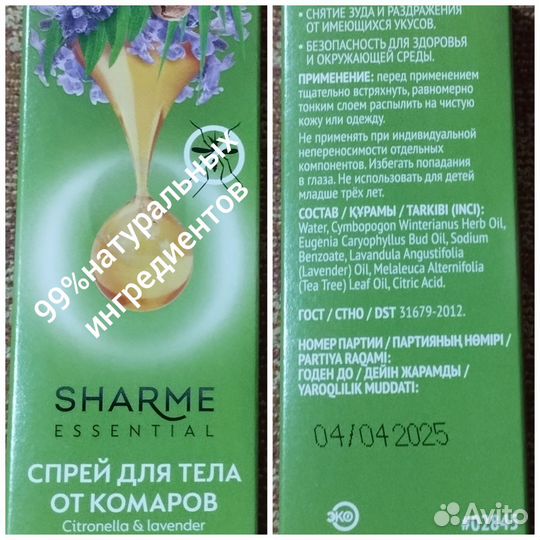 99%натуральных
ингредиентов
SHARME
ESSENTIAL
СПРЕЙ ДЛЯ ТЕЛА
ОТ КОМАРОВ
Citronella & lavender
• СНЯТИЕ ЗУДА И РАЗДРАЖЕНИЯ
ОТ ИМЕЮЩИХСЯ УКУСОВ.
• БЕЗОПАСНОСТЬ ДЛЯ ЗДОРОВЬЯ
И ОКРУЖАЮЩЕЙ СРЕДЫ.
ПРИМЕНЕНИЕ: перед применением
тщательно встряхнуть, равномерно
тонким слоем распылить на чистую
кожу или одежду.
Не применять при индивидуальной
непереносимости отдельных
компонентов. Избегать попадания
в глаза. Не использовать для детей
младше трёх лет.
СОСТАВ / ҚҰРАМЫ / TARKIBI (INCI):
Water, Cymbopogon Winterianus Herb Oil,
Eugenia Caryophyllus Bud Oil, Sodium
Benzoate, Lavandula Angustifolia
(Lavender) Oil, Melaleuca Alternifolia
(Tea Tree) Leaf Oil, Citric Acid.
ГОСТ / СТНО / DST 31679-2012.
НОМЕР ПАРТИИ / ПАРТИЯНЫҢ НӨМІРІ /
PARTIYA RAQAMI:
ГОДЕН ДО / ДЕЙІН ЖАРАМДЫ /
YAROQLILIK MUDDATI:
04/04 2025
ЭКО
#02845
Avito